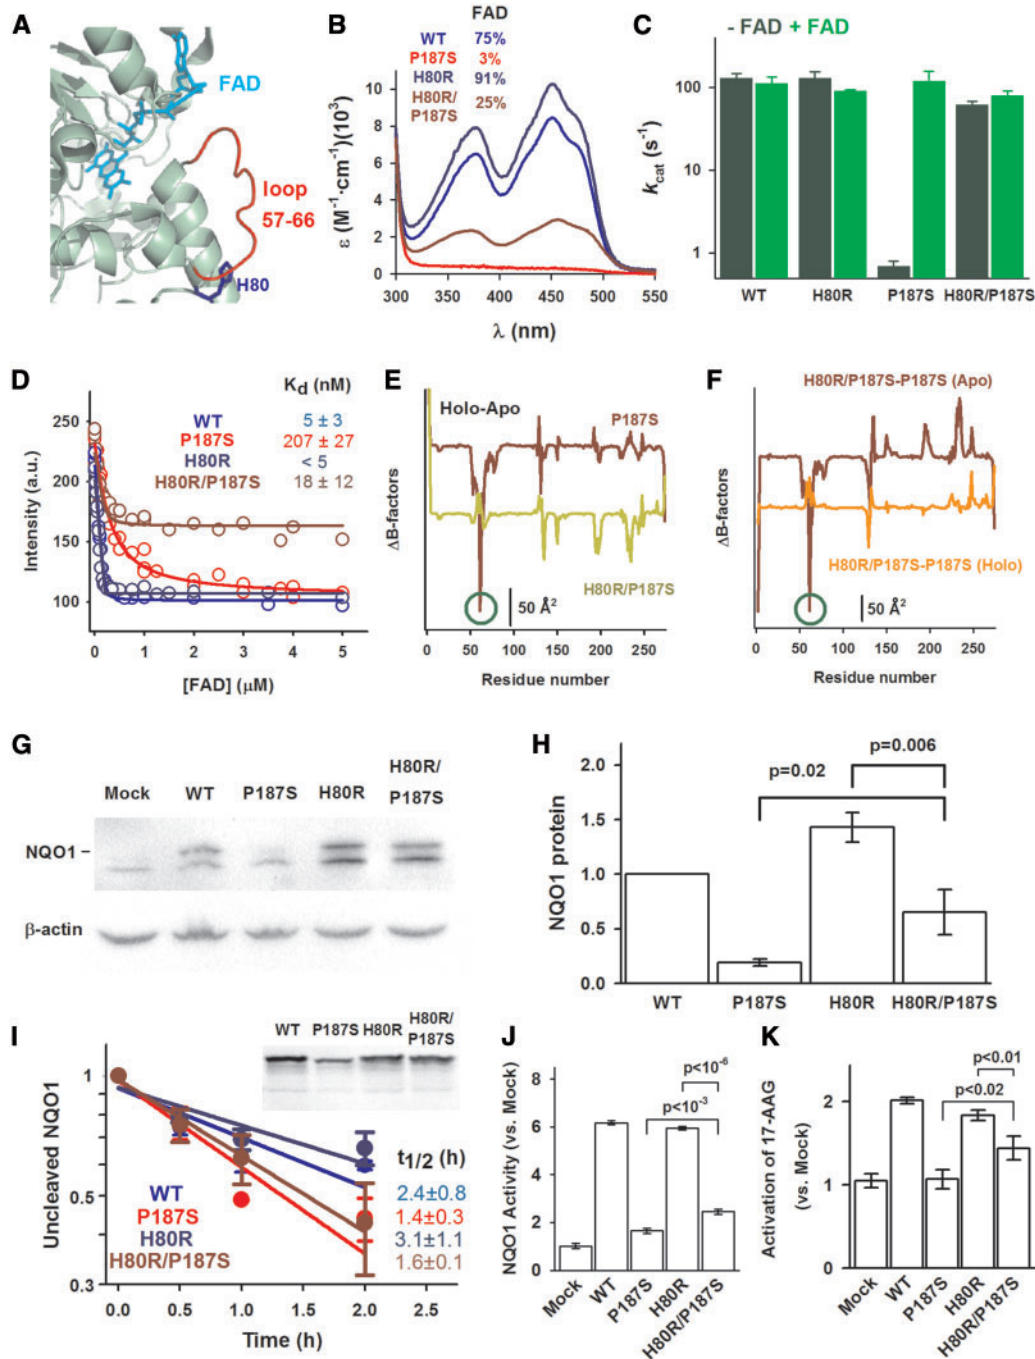 A
FAD
loop
57-66
H80
B
FAD
WT 75%
P187S 3%
H80R 91%
H80R/
P187S 25%
ε (M⁻¹·cm⁻¹)(10³)
10
8
6
4
2
0
300 350 400 450 500 550
λ (nm)
C
- FAD + FAD
kcat (s⁻¹)
100
10
1
WT H80R P187S H80R/P187S
D
Kd (nM)
WT 5 ± 3
P187S 207 ± 27
H80R < 5
H80R/P187S 18 ± 12
Intensity (a.u.)
250
200
150
100
0 1 2 3 4 5
[FAD] (μM)
E
Holo-Apo
P187S
H80R/P187S
50 Å²
ΔB-factors
0 50 100 150 200 250
Residue number
F
H80R/P187S-P187S (Apo)
H80R/P187S-P187S (Holo)
50 Å²
ΔB-factors
0 50 100 150 200 250
Residue number
G
Mock WT P187S H80R H80R/
P187S
NQO1 –
β-actin
H
p=0.006
p=0.02
NQO1 protein
2.0
1.5
1.0
0.5
0.0
WT P187S H80R H80R/P187S
I
WT P187S H80R H80R/
P187S
Uncleaved NQO1
1
0.5
0.3
t1/2 (h)
WT 2.4±0.8
P187S 1.4±0.3
H80R 3.1±1.1
H80R/P187S 1.6±0.1
0.0 0.5 1.0 1.5 2.0 2.5
Time (h)
J
p<10⁻⁶
p<10⁻³
NQO1 Activity (vs. Mock)
8
6
4
2
0
Mock
WT
P187S
H80R
H80R/P187S
K
p<0.01
p<0.02
Activation of 17-AAG
(vs. Mock)
2
1
0
Mock
WT
P187S
H80R
H80R/P187S